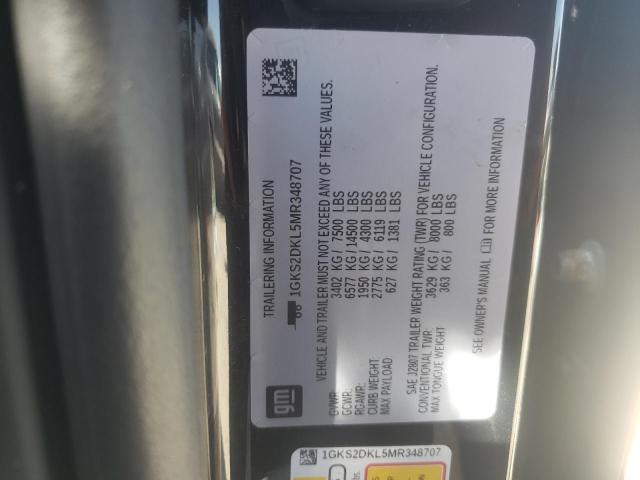 TRAILERING INFORMATION
1GKS2DKL5MR348707
VEHICLE AND TRAILER MUST NOT EXCEED ANY OF THESE VALUES.
GVWR: 3402 KG / 7500 LBS
GCWR: 6577 KG / 14500 LBS
RGAWR: 1950 KG / 4300 LBS
CURB WEIGHT: 2775 KG / 6119 LBS
MAX PAYLOAD 627 KG / 1381 LBS
SAE J2807 TRAILER WEIGHT RATING (TWR) FOR VEHICLE CONFIGURATION.
CONVENTIONAL TWR: 3629 KG / 8000 LBS
MAX TONGUE WEIGHT 363 KG / 800 LBS
SEE OWNER'S MANUAL FOR MORE INFORMATION
gm
1GKS2DKL5MR348707